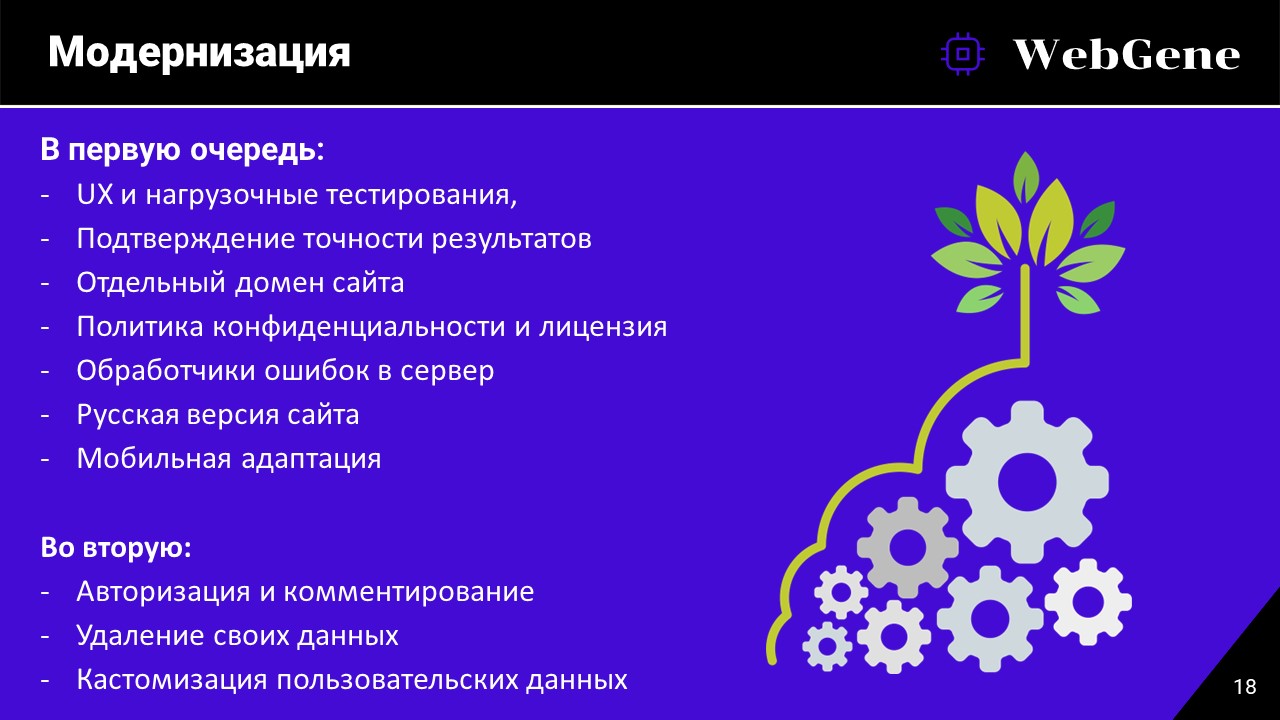 Модернизация
WebGene
В первую очередь:
- UX и нагрузочные тестирования,
- Подтверждение точности результатов
- Отдельный домен сайта
- Политика конфиденциальности и лицензия
- Обработчики ошибок в сервер
- Русская версия сайта
- Мобильная адаптация
Во вторую:
- Авторизация и комментирование
- Удаление своих данных
- Кастомизация пользовательских данных
18